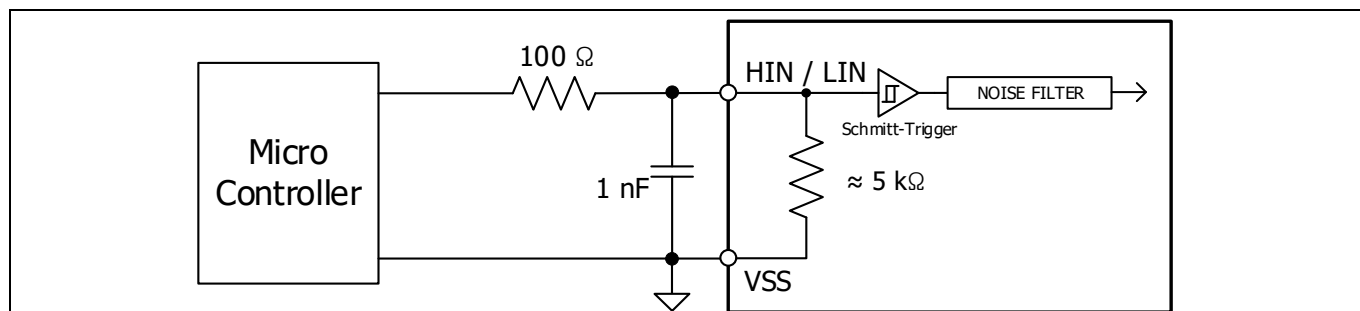 100 Ω
HIN / LIN
NOISE FILTER
Schmitt-Trigger
Micro
Controller
1 nF
≈ 5 kΩ
VSS